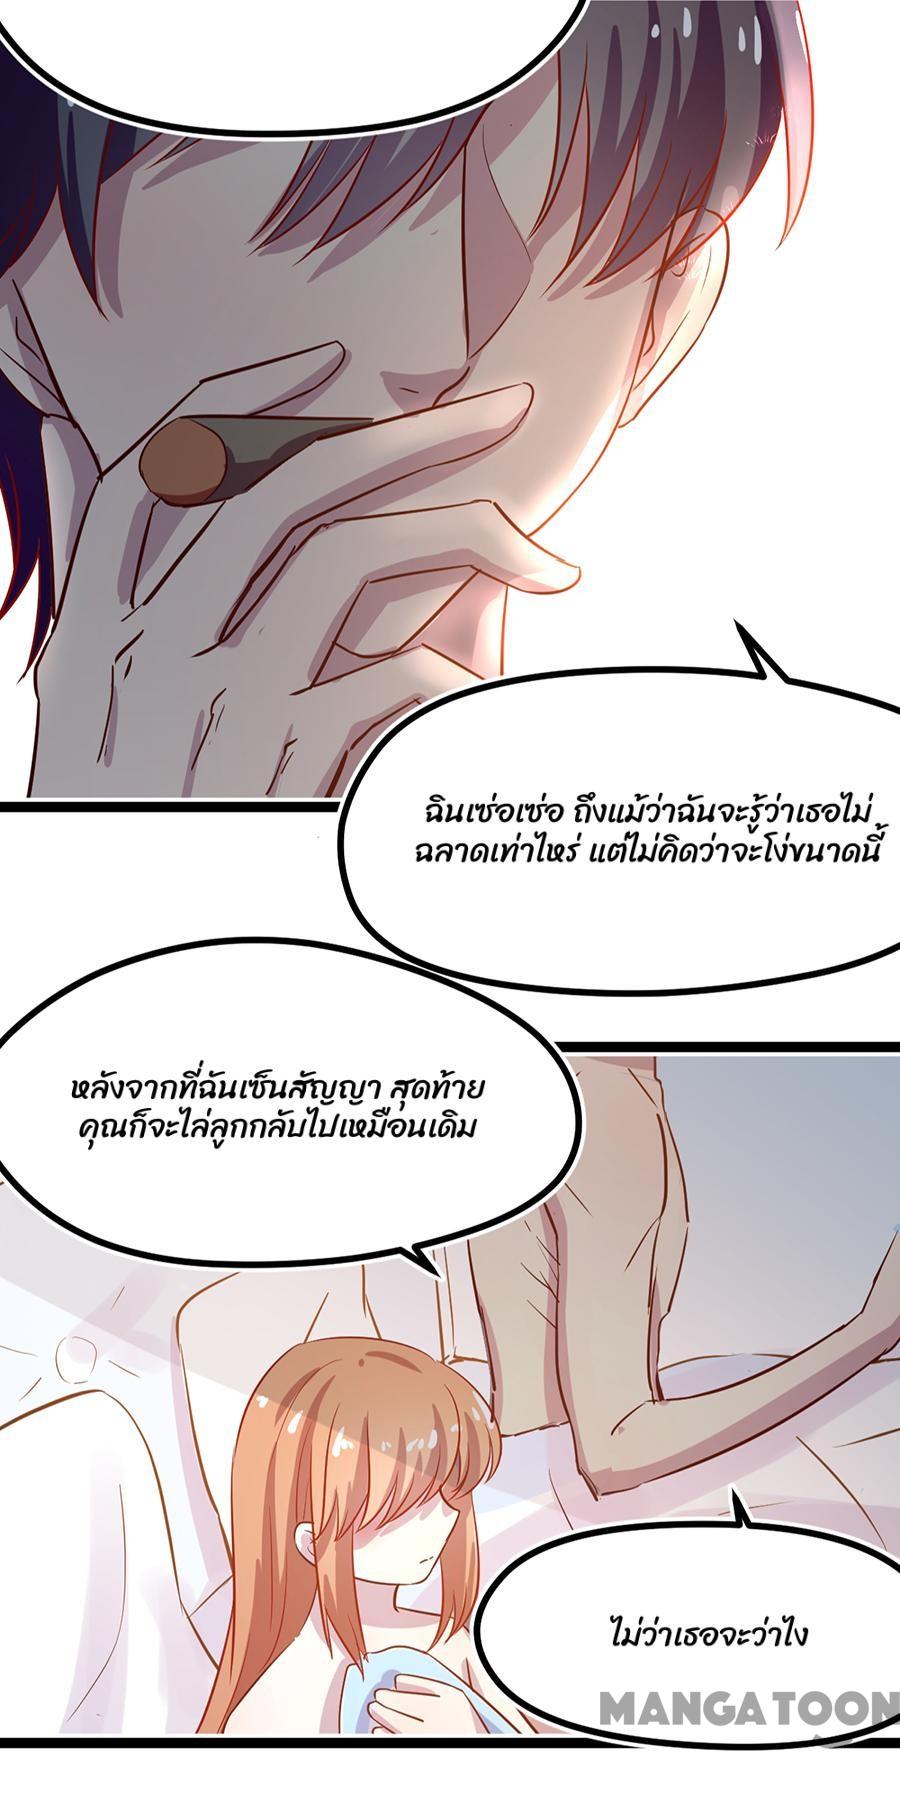 ฉินเซ่อเซ่อ ถึงแม้ว่าฉันจะรู้ว่าเธอไม่
ฉลาดเท่าไหร่ แต่ไม่คิดว่าจะโง่ขนาดนี้
หลังจากที่ฉันเซ็นสัญญา สุดท้าย
คุณก็จะไล่ลูกกลับไปเหมือนเดิม
ไม่ว่าเธอจะว่าไง
MANGATOON